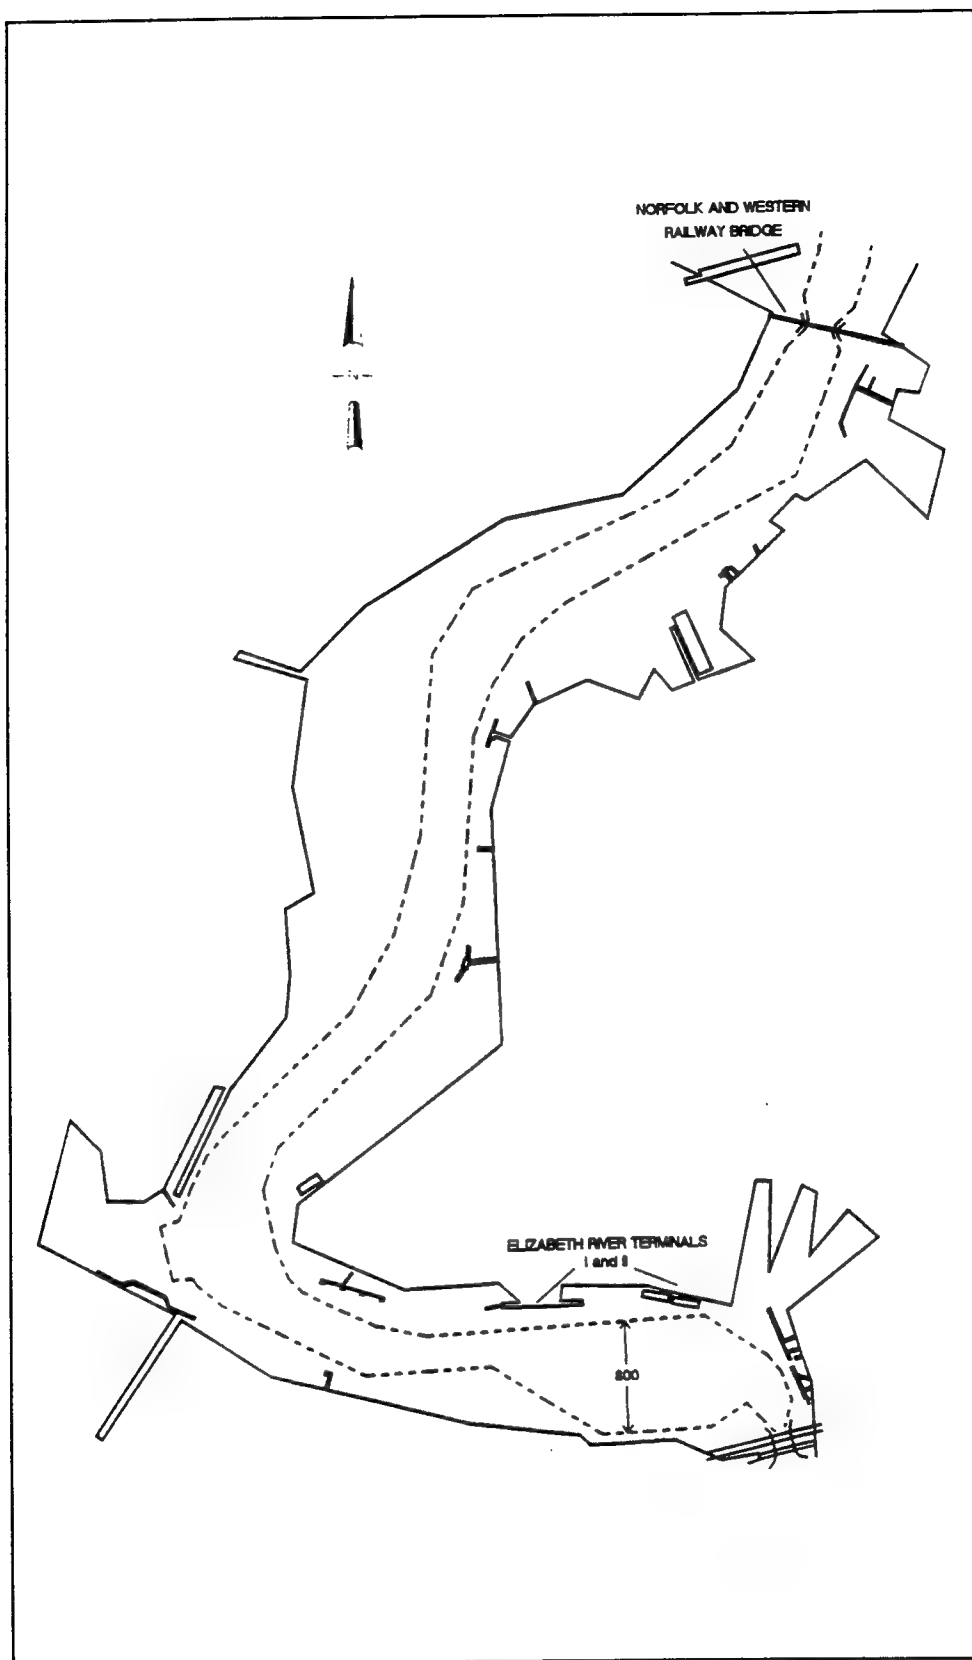 NORFOLK AND WESTERN
RAILWAY BRIDGE
N
ELIZABETH RIVER TERMINALS
I and II
800